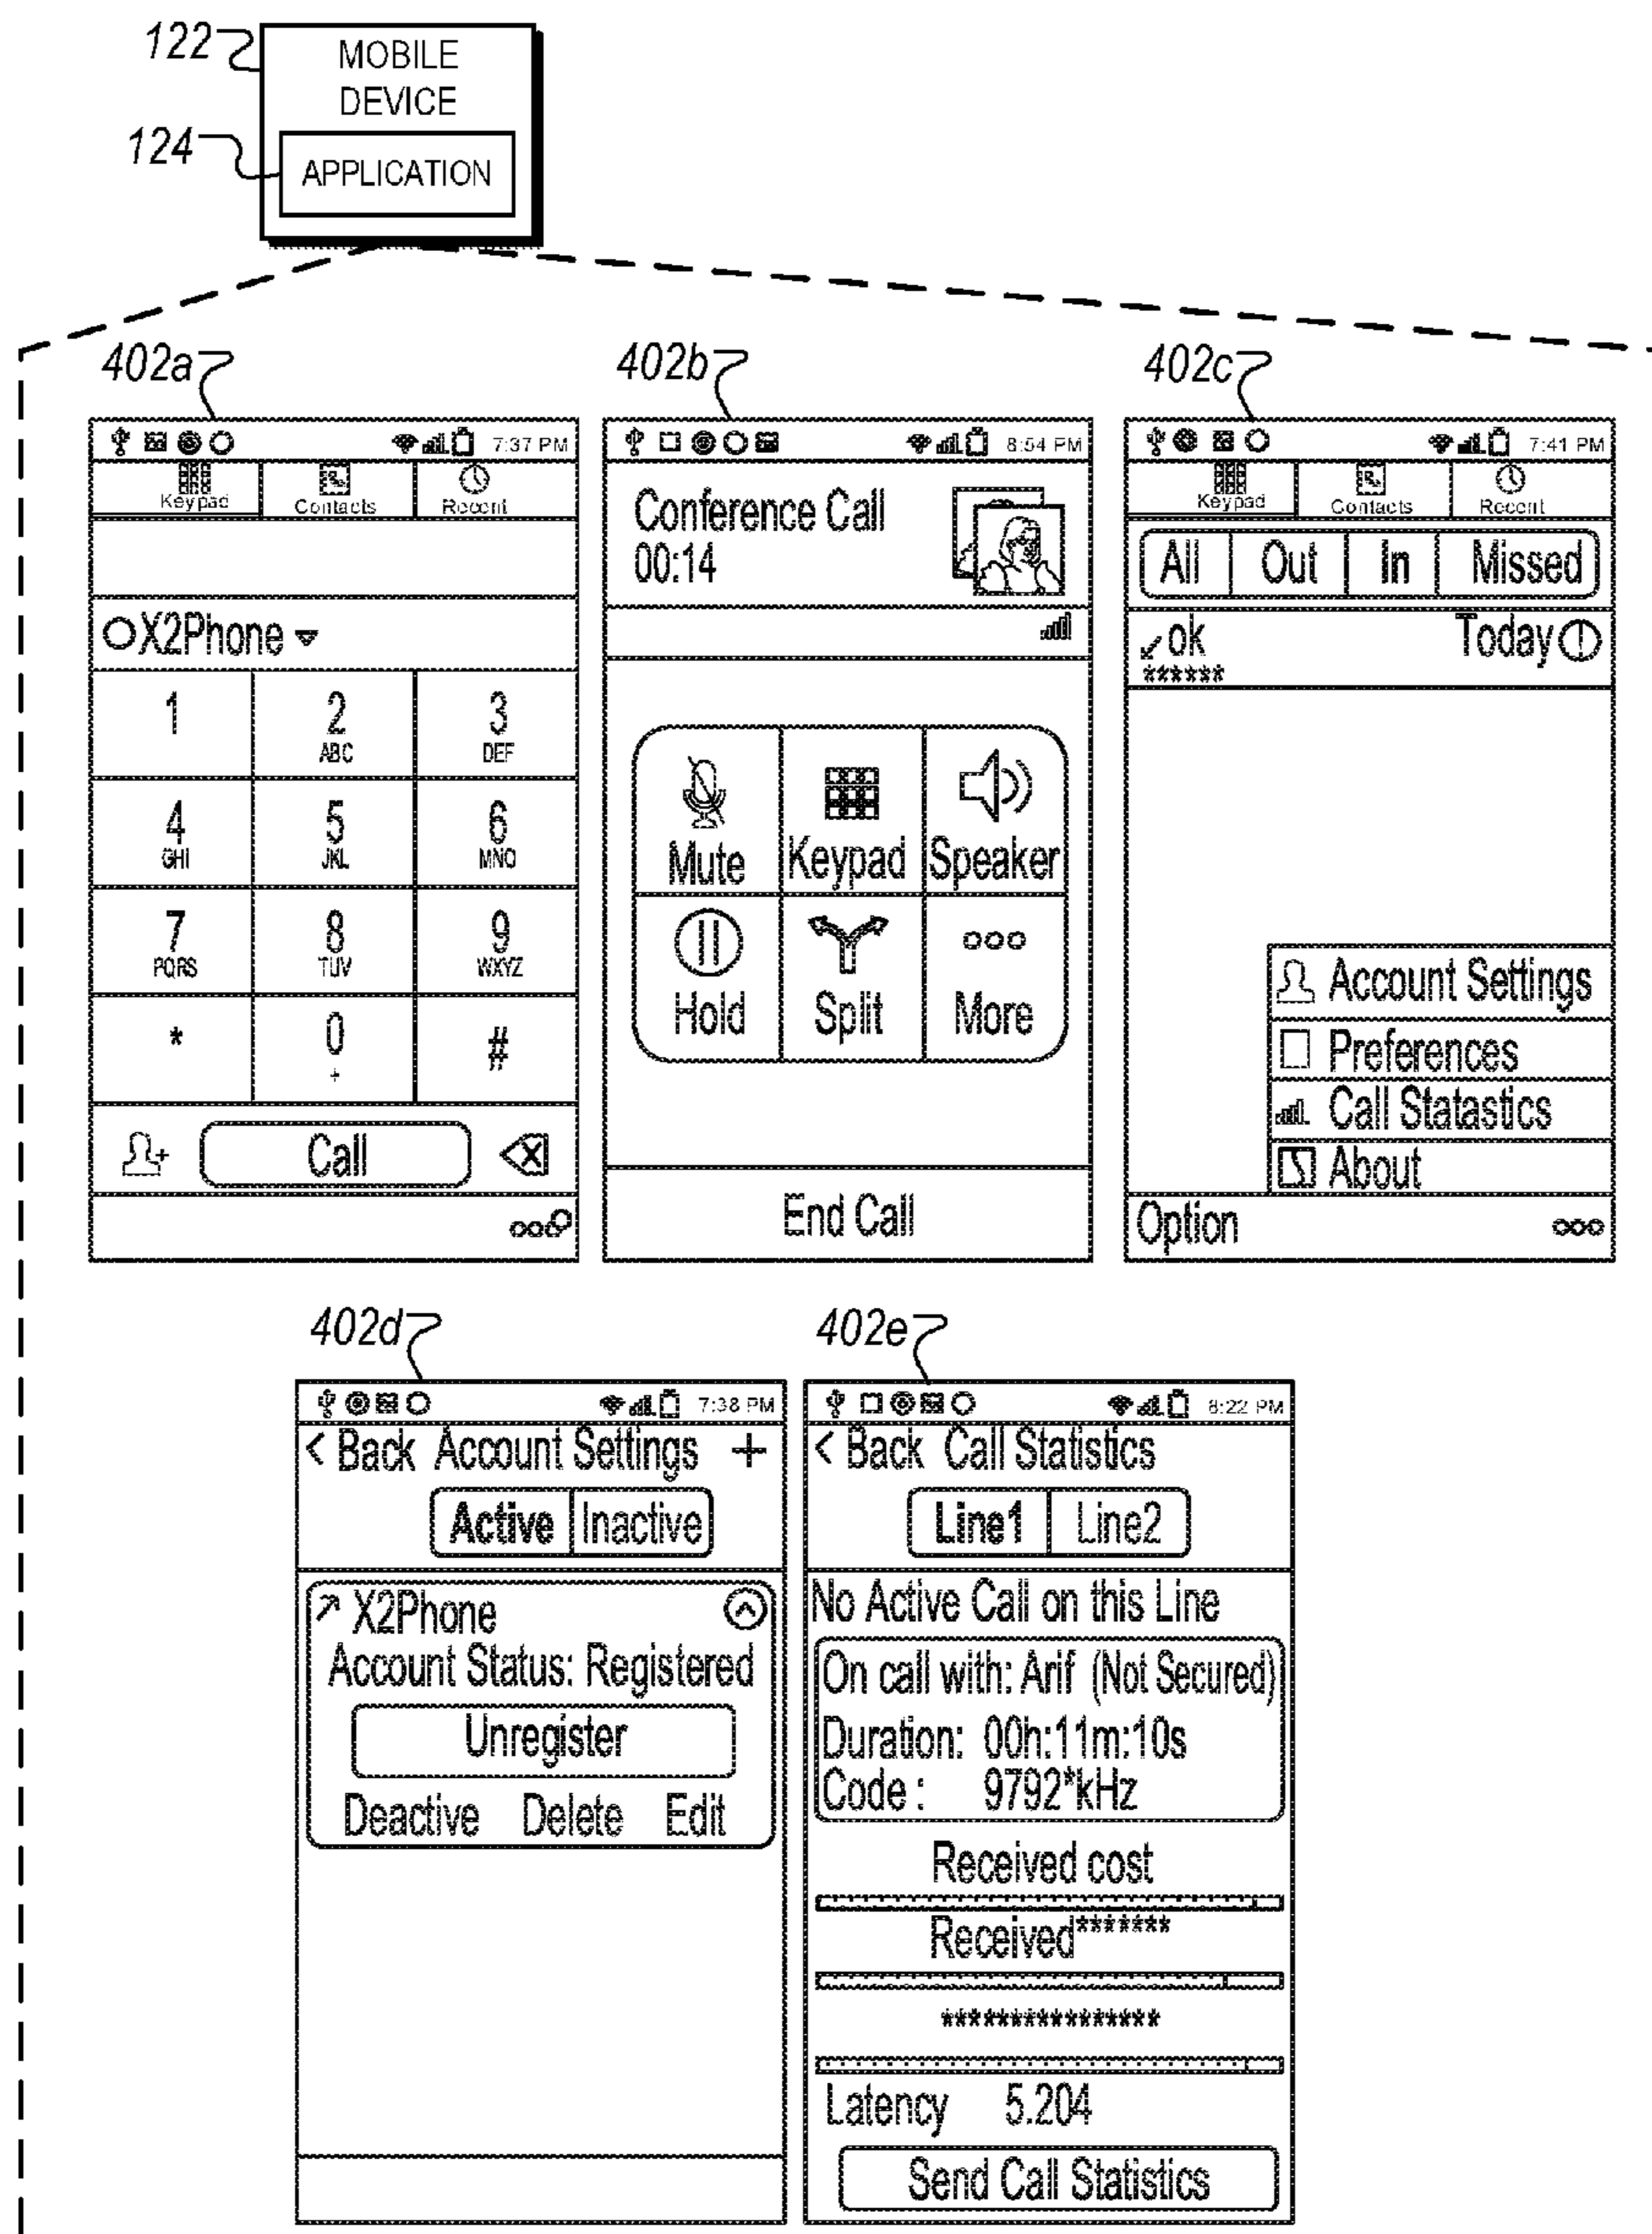 122
MOBILE
DEVICE
124
APPLICATION
402a
7:37 PM
Keypad Contacts Recent
X2Phone
1 2 3
ABC DEF
4 5 6
GHI JKL MNO
7 8 9
PQRS TUV WXYZ
* 0 #
+
Call
402b
8:54 PM
Conference Call
00:14
Mute Keypad Speaker
Hold Split More
End Call
402c
7:41 PM
Keypad Contacts Recent
All Out In Missed
ok Today
******
Account Settings
Preferences
Call Statastics
About
Option
402d
7:38 PM
< Back Account Settings +
Active Inactive
X2Phone
Account Status: Registered
Unregister
Deactive Delete Edit
402e
8:22 PM
< Back Call Statistics
Line1 Line2
No Active Call on this Line
On call with: Arif (Not Secured)
Duration: 00h:11m:10s
Code : 9792*kHz
Received cost
Received*******
****************
Latency 5.204
Send Call Statistics